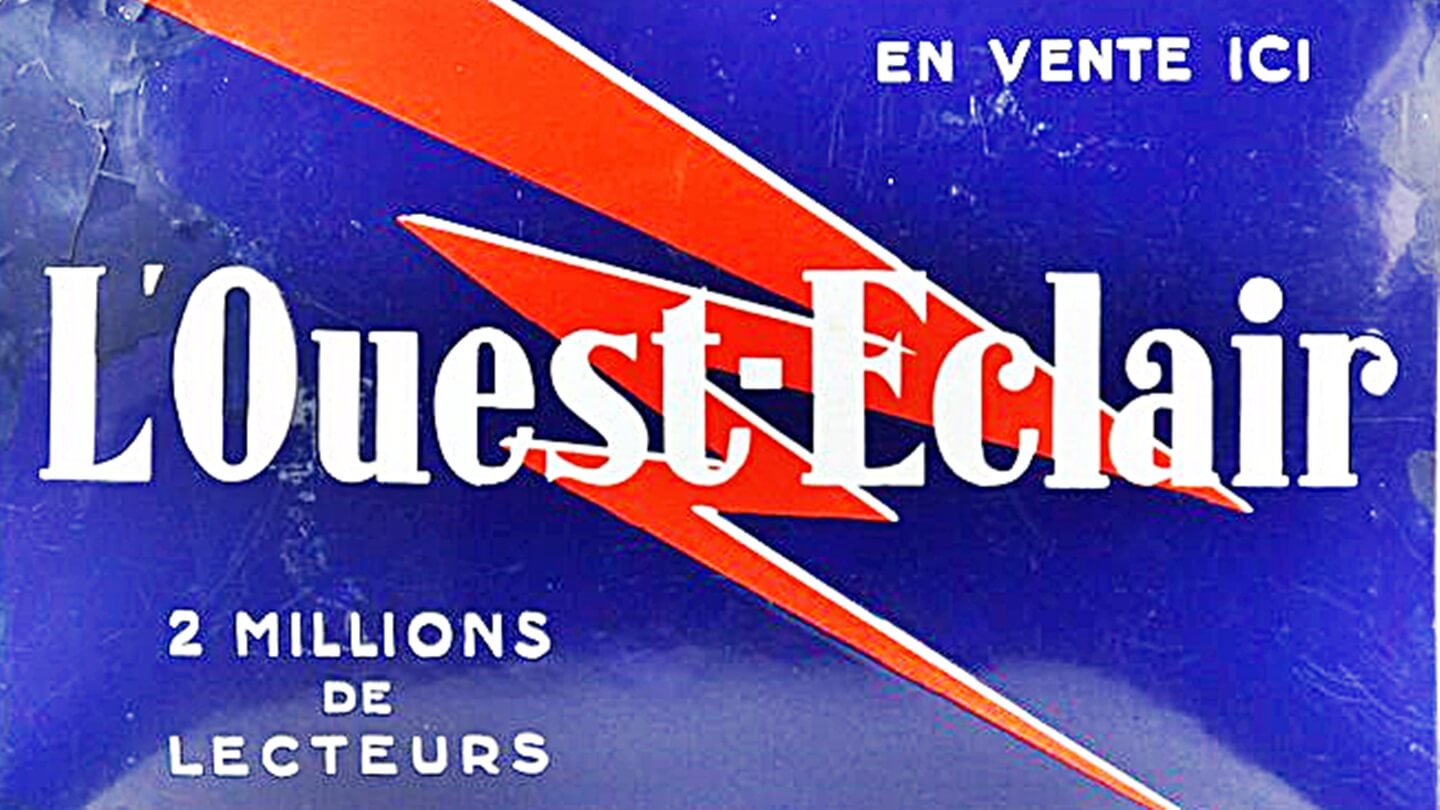 EN VENTE ICI
L'Ouest-Eclair
2 MILLIONS
DE
LECTEURS